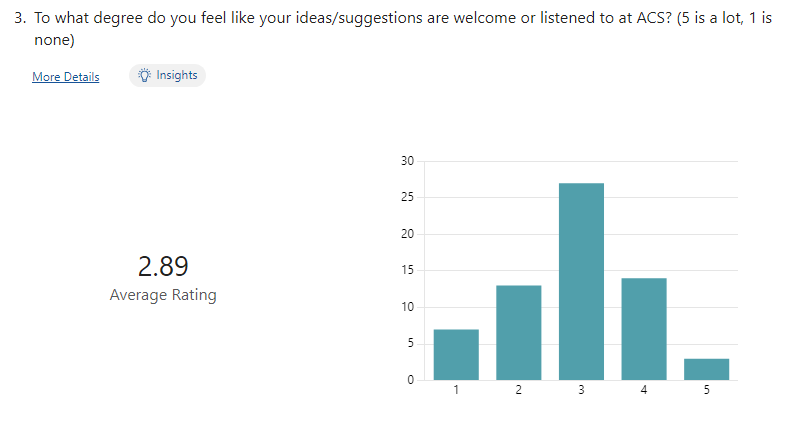 3. To what degree do you feel like your ideas/suggestions are welcome or listened to at ACS? (5 is a lot, 1 is
none)
More Details
Insights
30
25
20
15
10
5
0
1 2 3 4 5
2.89
Average Rating